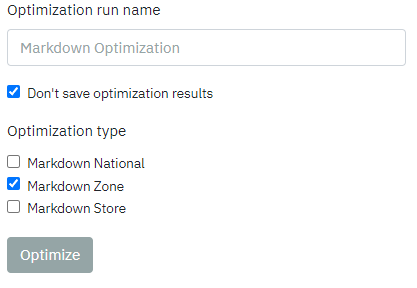 Optimization run name
Markdown Optimization
Don't save optimization results
Optimization type
Markdown National
Markdown Zone
Markdown Store
Optimize